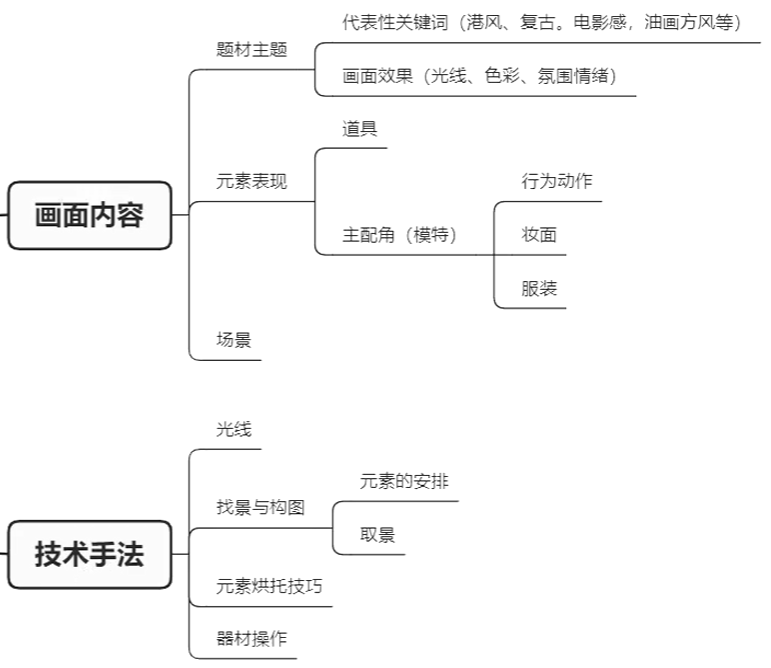 代表性关键词（港风、复古。电影感，油画方风等）
题材主题
画面效果（光线、色彩、氛围情绪）
道具
元素表现
行为动作
画面内容
主配角（模特）
妆面
服装
场景
光线
元素的安排
找景与构图
取景
技术手法
元素烘托技巧
器材操作